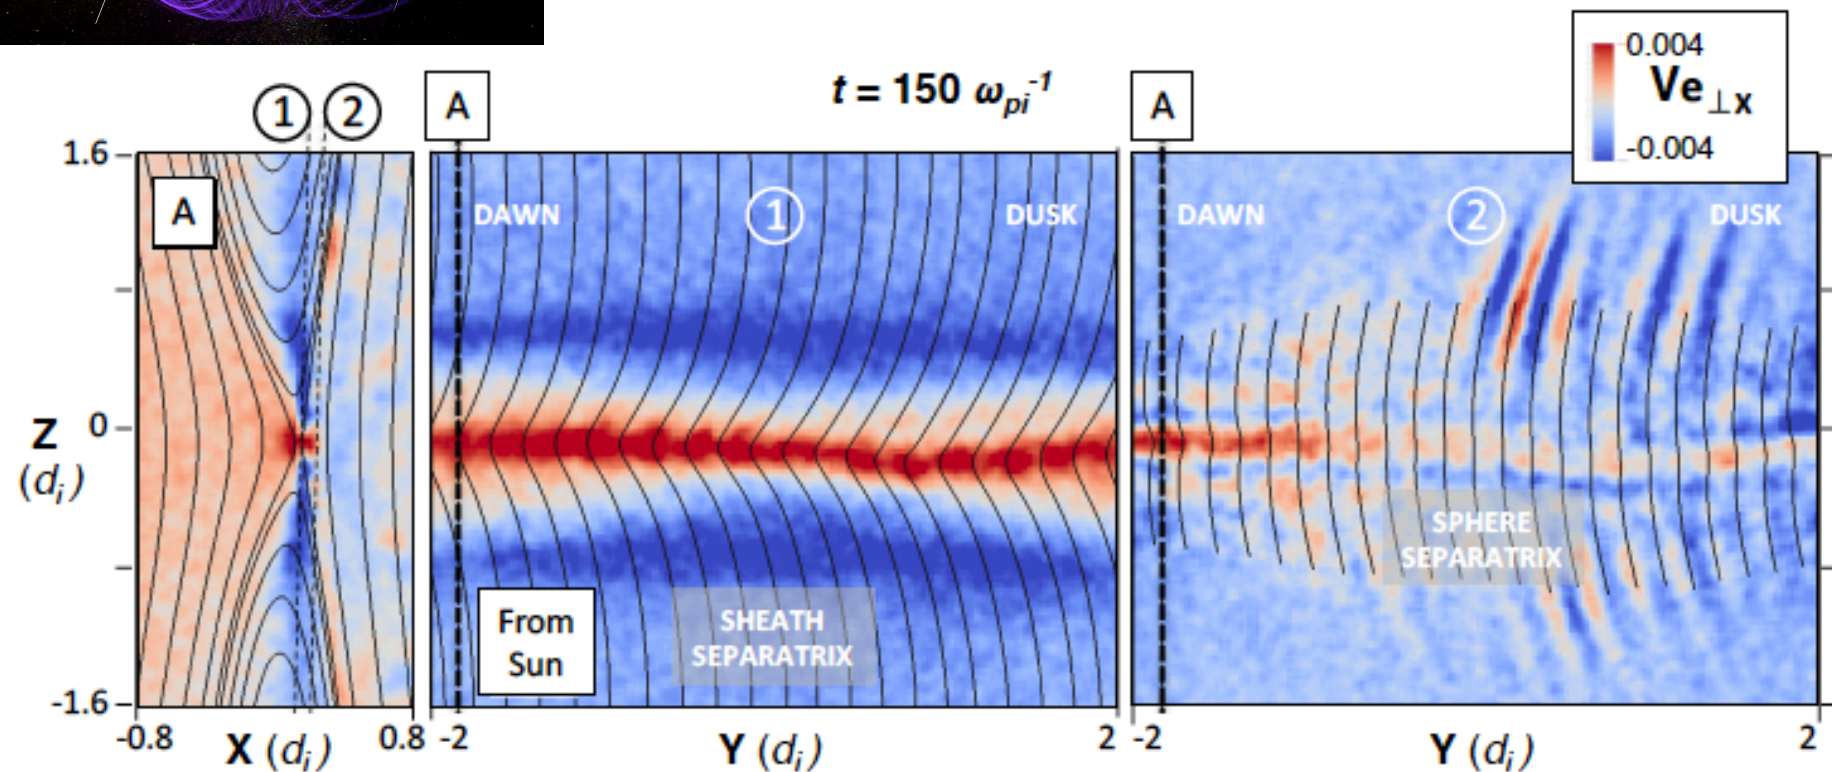 0.004
Ve⊥x
-0.004
t = 150 ωpi-1
1 2
A
A
1.6
A
DAWN
1
DUSK
DAWN
2
DUSK
Z
(di)
0
From
Sun
SHEATH
SEPARATRIX
SPHERE
SEPARATRIX
-1.6
-0.8
X (di)
0.8
-2
Y (di)
2
-2
Y (di)
2